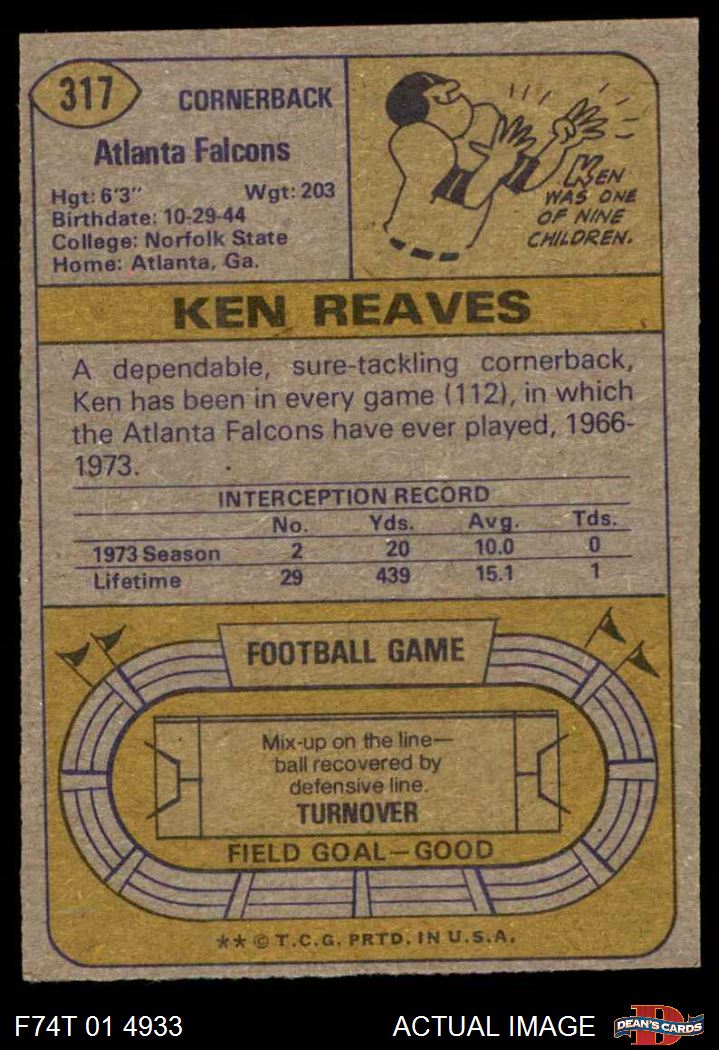 317
CORNERBACK
Atlanta Falcons
Hgt: 6'3" Wgt: 203
Birthdate: 10-29-44
College: Norfolk State
Home: Atlanta, Ga.
KEN
WAS ONE
OF NINE
CHILDREN.
KEN REAVES
A dependable, sure-tackling cornerback,
Ken has been in every game (112), in which
the Atlanta Falcons have ever played, 1966-
1973.
INTERCEPTION RECORD
No. Yds. Avg. Tds.
1973 Season 2 20 10.0 0
Lifetime 29 439 15.1 1
FOOTBALL GAME
Mix-up on the line—
ball recovered by
defensive line.
TURNOVER
FIELD GOAL—GOOD
** © T.C.G. PRTD. IN U.S.A.
F74T 01 4933 ACTUAL IMAGE
D
DEAN'S CARDS